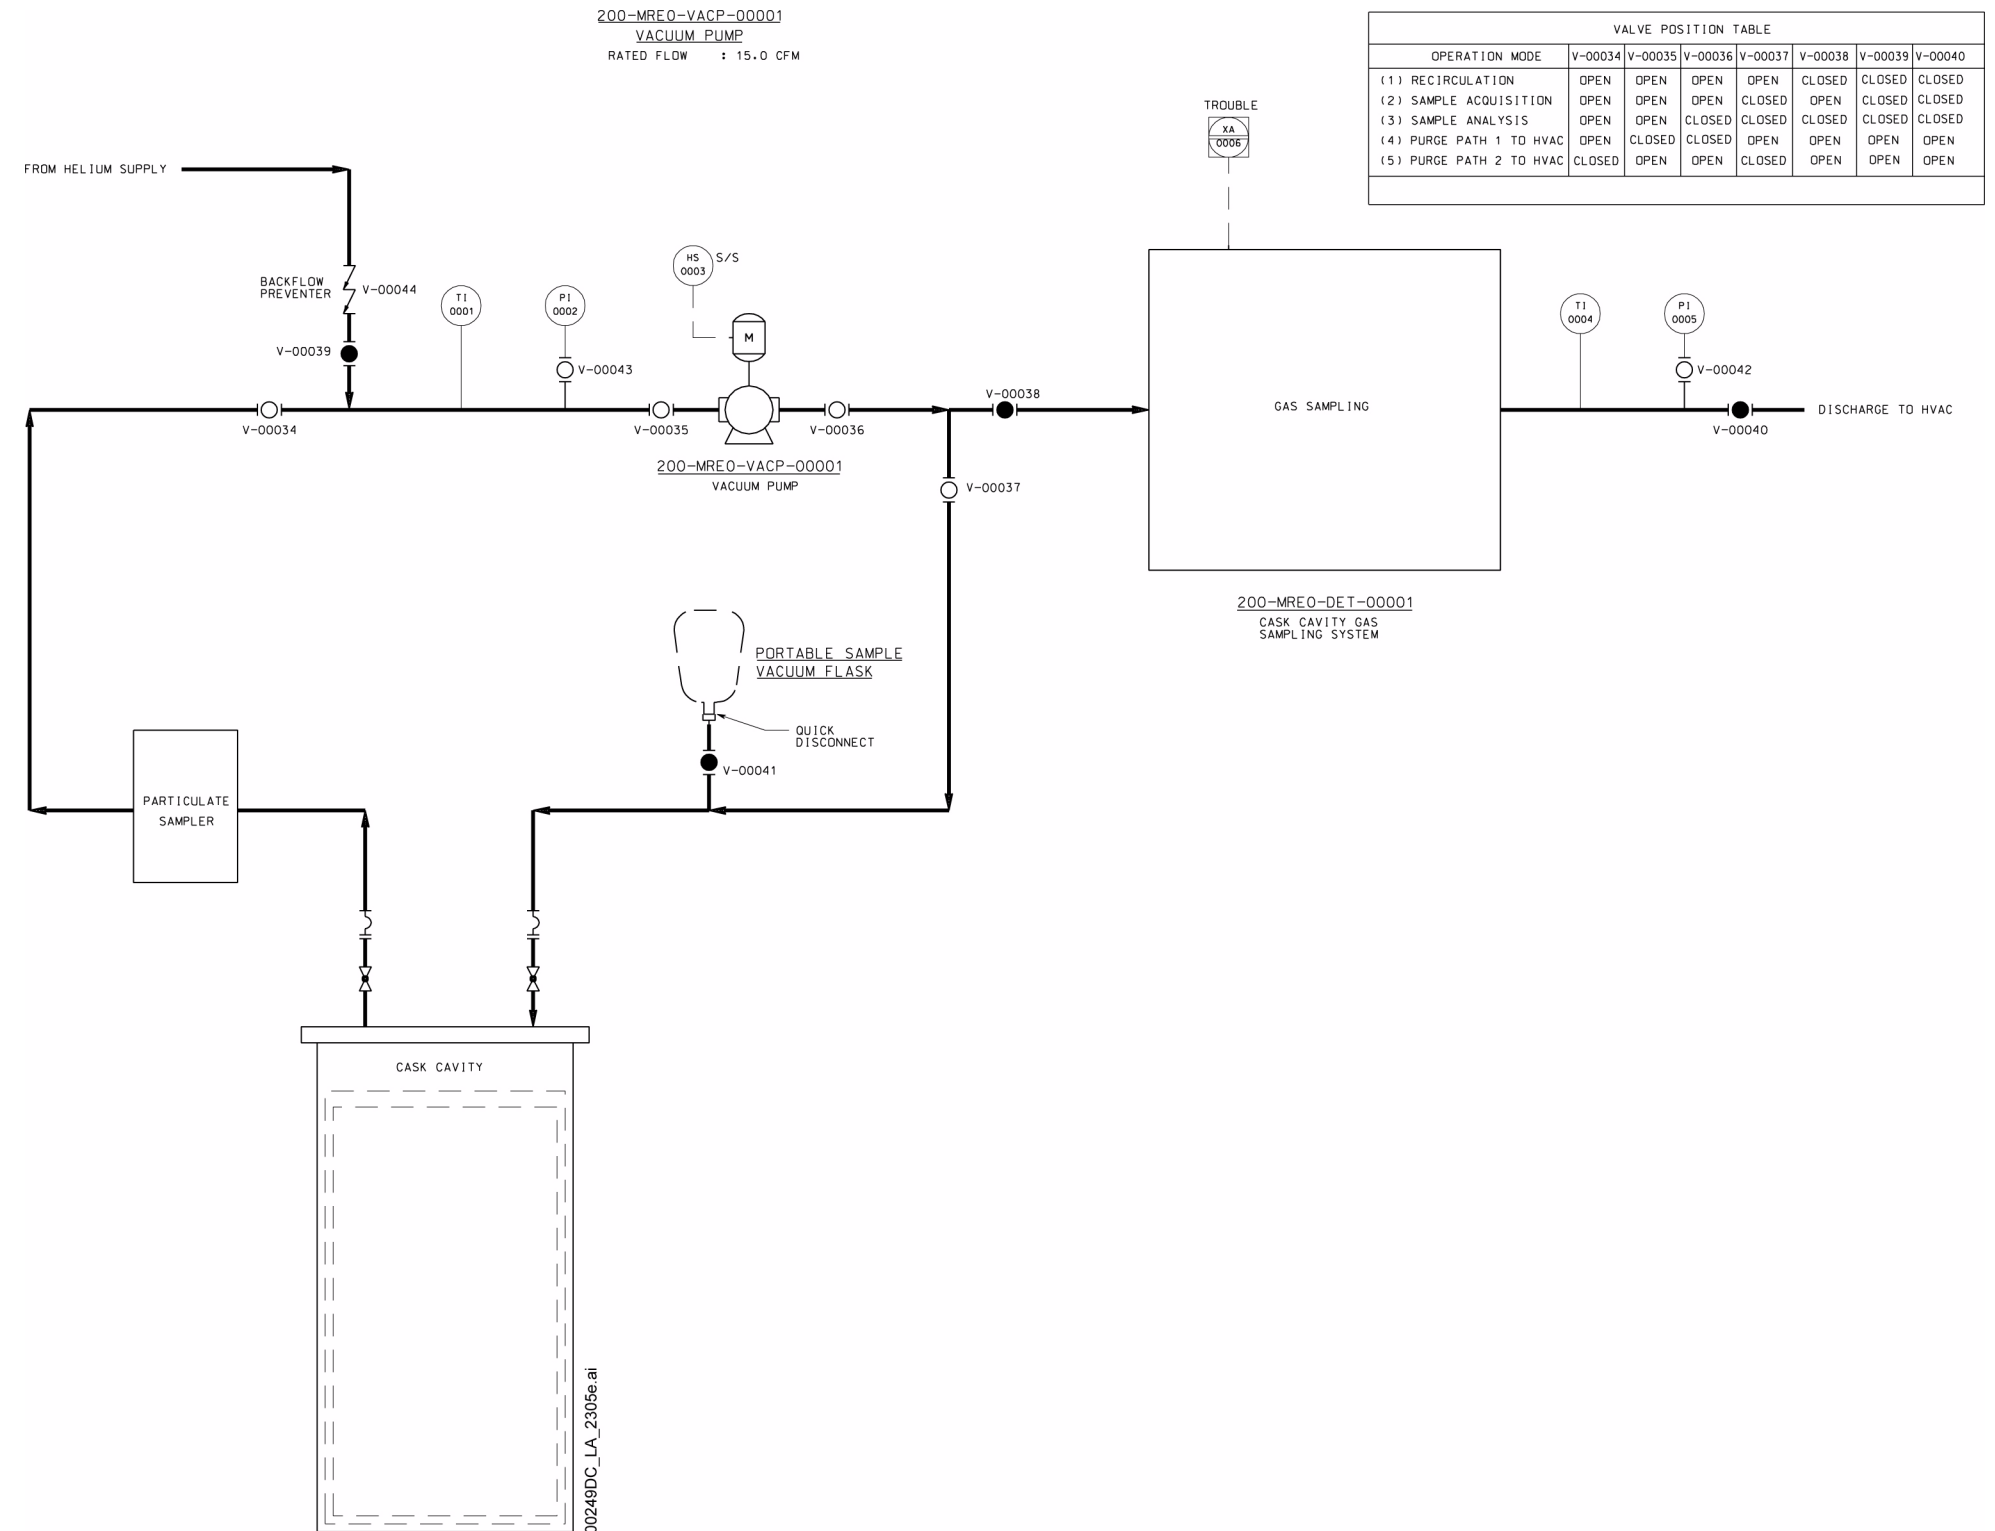 200-MREO-VACP-00001
VACUUM PUMP
RATED FLOW : 15.0 CFM
VALVE POSITION TABLE
OPERATION MODE V-00034 V-00035 V-00036 V-00037 V-00038 V-00039 V-00040
(1) RECIRCULATION OPEN OPEN OPEN OPEN CLOSED CLOSED CLOSED
(2) SAMPLE ACQUISITION OPEN OPEN OPEN CLOSED OPEN CLOSED CLOSED
(3) SAMPLE ANALYSIS OPEN OPEN CLOSED CLOSED CLOSED CLOSED CLOSED
(4) PURGE PATH 1 TO HVAC OPEN CLOSED CLOSED OPEN OPEN OPEN OPEN
(5) PURGE PATH 2 TO HVAC CLOSED OPEN OPEN CLOSED OPEN OPEN OPEN
TROUBLE
XA
0006
FROM HELIUM SUPPLY
BACKFLOW
PREVENTER
V-00044
TI
0001
PI
0002
HS
0003
S/S
M
TI
0004
PI
0005
V-00039
V-00043
V-00042
V-00034
V-00035
V-00036
V-00038
GAS SAMPLING
DISCHARGE TO HVAC
V-00040
200-MREO-VACP-00001
VACUUM PUMP
V-00037
200-MREO-DET-00001
CASK CAVITY GAS
SAMPLING SYSTEM
PORTABLE SAMPLE
VACUUM FLASK
QUICK
DISCONNECT
V-00041
PARTICULATE
SAMPLER
CASK CAVITY
00249DC_LA_2305e.ai